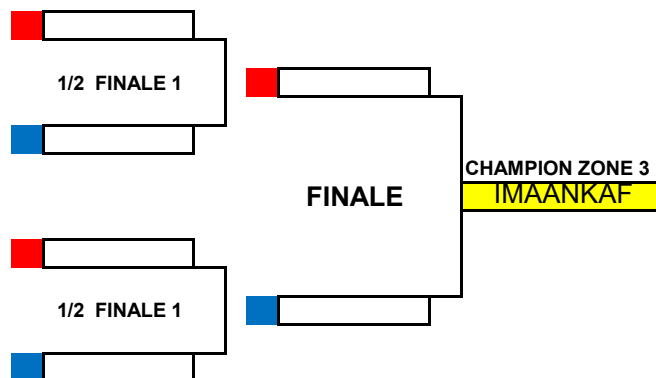 1/2 FINALE 1
CHAMPION ZONE 3
FINALE
IMAANKAF
1/2 FINALE 1